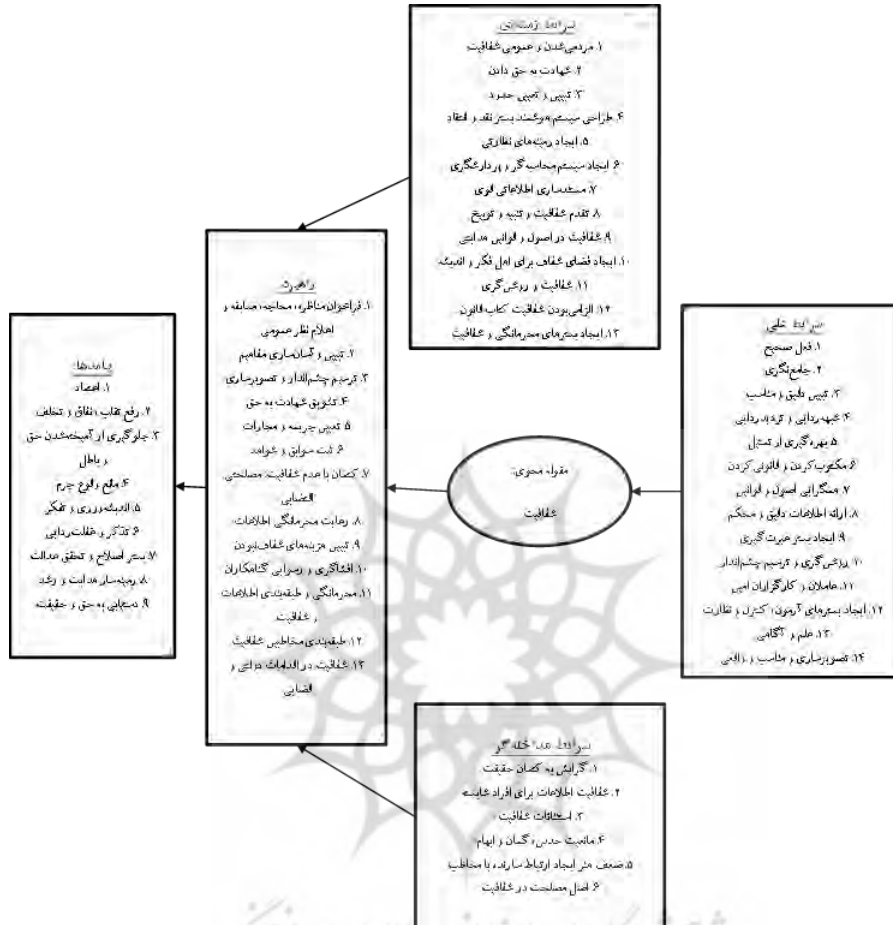 شرایط زمینه‌ای
۱. مردمی‌شدن و عمومی شفافیت
۲. شهادت به حق دادن
۳. تبیین و تعیین حدود
۴. طراحی سیستم هوشمند بستر نقد و انتقاد
۵. ایجاد زمینه‌های نظارتی
۶. ایجاد سیستم محاسبه‌گر و پردازشگری
۷. مستندسازی اطلاعاتی قوی
۸. تقدم شفافیت و تنبیه و توبیخ
۹. شفافیت در اصول و قوانین هدایتی
۱۰. ایجاد فضای شفاف برای اهل فکر و اندیشه
۱۱. شفافیت و روشن‌گری
۱۲. الزامی‌بودن شفافیت کتاب قانون
۱۳. ایجاد بسترهای محرمانگی و شفافیت
شرایط علی
۱. فعل صحیح
۲. جامع‌نگری
۳. تبیین دقیق و مناسب
۴. شبهه‌زدایی و تردیدزدایی
۵. بهره‌گیری از تمثیل
۶. مکتوب‌کردن و قانونی کردن
۷. همگرایی اصول و قوانین
۸. ارائه اطلاعات دقیق و محکم
۹. ایجاد بستر عبرت‌گیری
۱۰. روشن‌گری و ترسیم چشم‌انداز
۱۱. عاملان و کارگزاران امین
۱۲. ایجاد بسترهای آزمون، کنترل و نظارت
۱۳. علم و آگاهی
۱۴. تصویرسازی و مناسب و واقعی
مقوله محوری:
شفافیت
راهبرد
۱. فراخوان مناظره، محاجه، مسابقه و
اعلام نظر عمومی
۲. تبیین و آسان‌سازی مفاهیم
۳. ترسیم چشم‌انداز و تصویرسازی
۴. تشویق شهادت به حق
۵. تعیین جریمه و مجازات
۶. ثبت سوابق و شواهد
۷. کتمان یا عدم شفافیت مصلحتی،
اقتضایی
۸. رعایت محرمانگی اطلاعات
۹. تبیین هزینه‌های شفاف‌نبودن
۱۰. افشاگری و رسوایی گناهکاران
۱۱. محرمانگی و طبقه‌بندی اطلاعات
و شفافیت
۱۲. طبقه‌بندی مخاطبین شفافیت
۱۳. شفافیت در اقدامات جزایی و
قضایی
پیامدها:
۱. اعتماد
۲. رفع نقاب، نفاق و تخلف
۳. جلوگیری از آمیخته‌شدن حق
و باطل
۴. مانع وقوع جرم
۵. اندیشه‌ورزی و تفکر
۶. تذکر و غفلت‌زدایی
۷. بستر اصلاح و تحقق عدالت
۸. زمینه‌ساز هدایت و رشد
۹. دستیابی به حق و حقیقت
شرایط مداخله‌گر
۱. گرایش به کتمان حقیقت
۲. شفافیت اطلاعات برای افراد شایسته
۳. استثنائات شفافیت
۴. مانعیت حدس، گمان و ابهام
۵. ضعف هنر ایجاد ارتباط سازنده با مخاطب
۶. اصل مصلحت در شفافیت